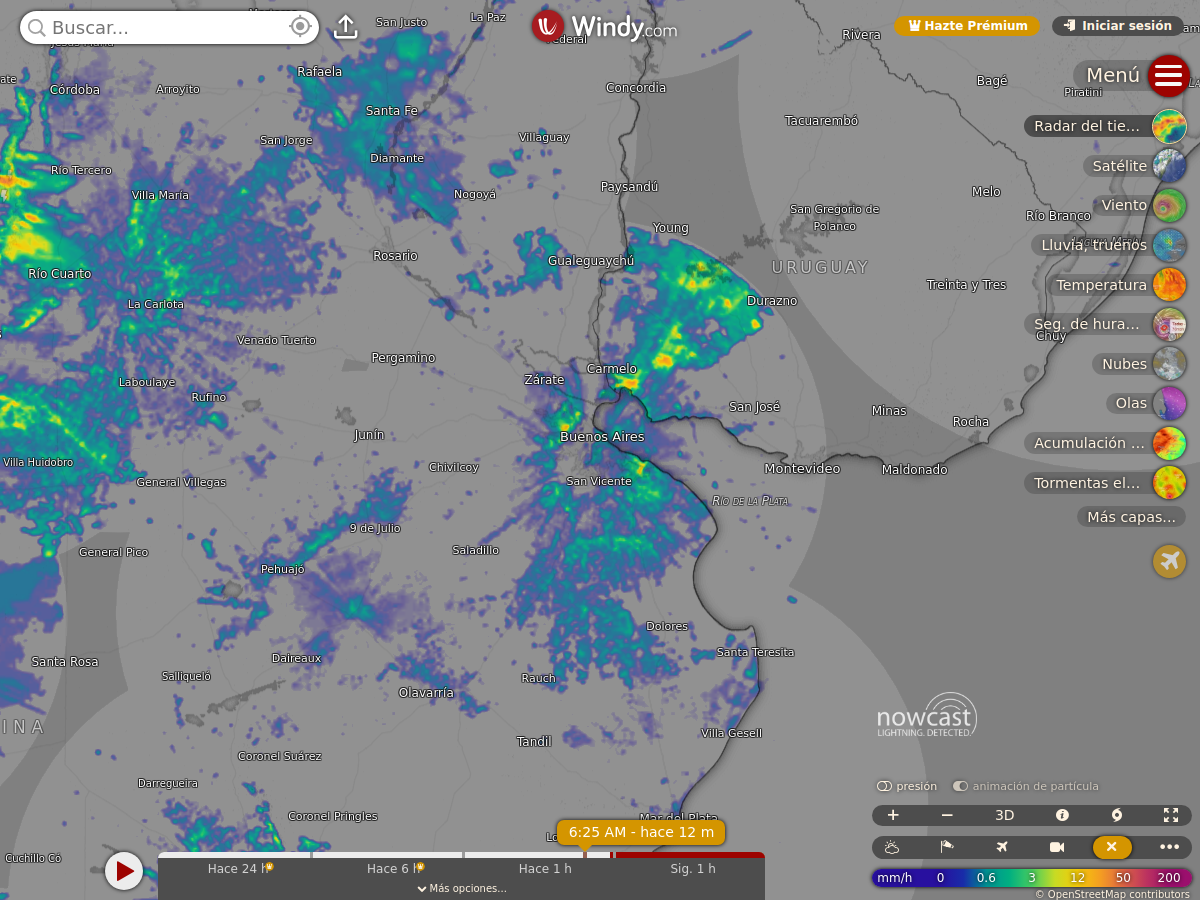 Buscar...
San Justo
La Paz
Windy.com
Federal
Rivera
Hazte Prémium
Iniciar sesión
Jesús María
Rafaela
Concordia
Bagé
Menú
Piratini
Córdoba
Arroyito
Santa Fe
Tacuarembó
Radar del tie...
San Jorge
Villaguay
Diamante
Río Tercero
Satélite
Villa María
Nogoyá
Paysandú
Melo
San Gregorio de
Polanco
Viento
Río Branco
Young
Lluvia, truenos
Rosario
Gualeguaychú
URUGUAY
Río Cuarto
Treinta y Tres
Temperatura
La Carlota
Durazno
Seg. de hura...
Chuy
Venado Tuerto
Pergamino
Carmelo
Nubes
Laboulaye
Zárate
Rufino
San José
Minas
Olas
Rocha
Junín
Buenos Aires
Acumulación ...
Villa Huidobro
Chivilcoy
Montevideo
Maldonado
General Villegas
San Vicente
Tormentas el...
Río de la Plata
Más capas...
9 de Julio
General Pico
Saladillo
Pehuajó
Dolores
Santa Rosa
Daireaux
Santa Teresita
Salliqueló
Rauch
Olavarría
INA
Tandil
Villa Gesell
nowcast
LIGHTNING. DETECTED.
Coronel Suárez
Darregueira
presión
animación de partícula
Coronel Pringles
Mar del Plata
3D
6:25 AM - hace 12 m
Cuchillo Có
Hace 24 h
Hace 6 h
Hace 1 h
Sig. 1 h
mm/h 0 0.6 3 12 50 200
Más opciones...
© OpenStreetMap contributors